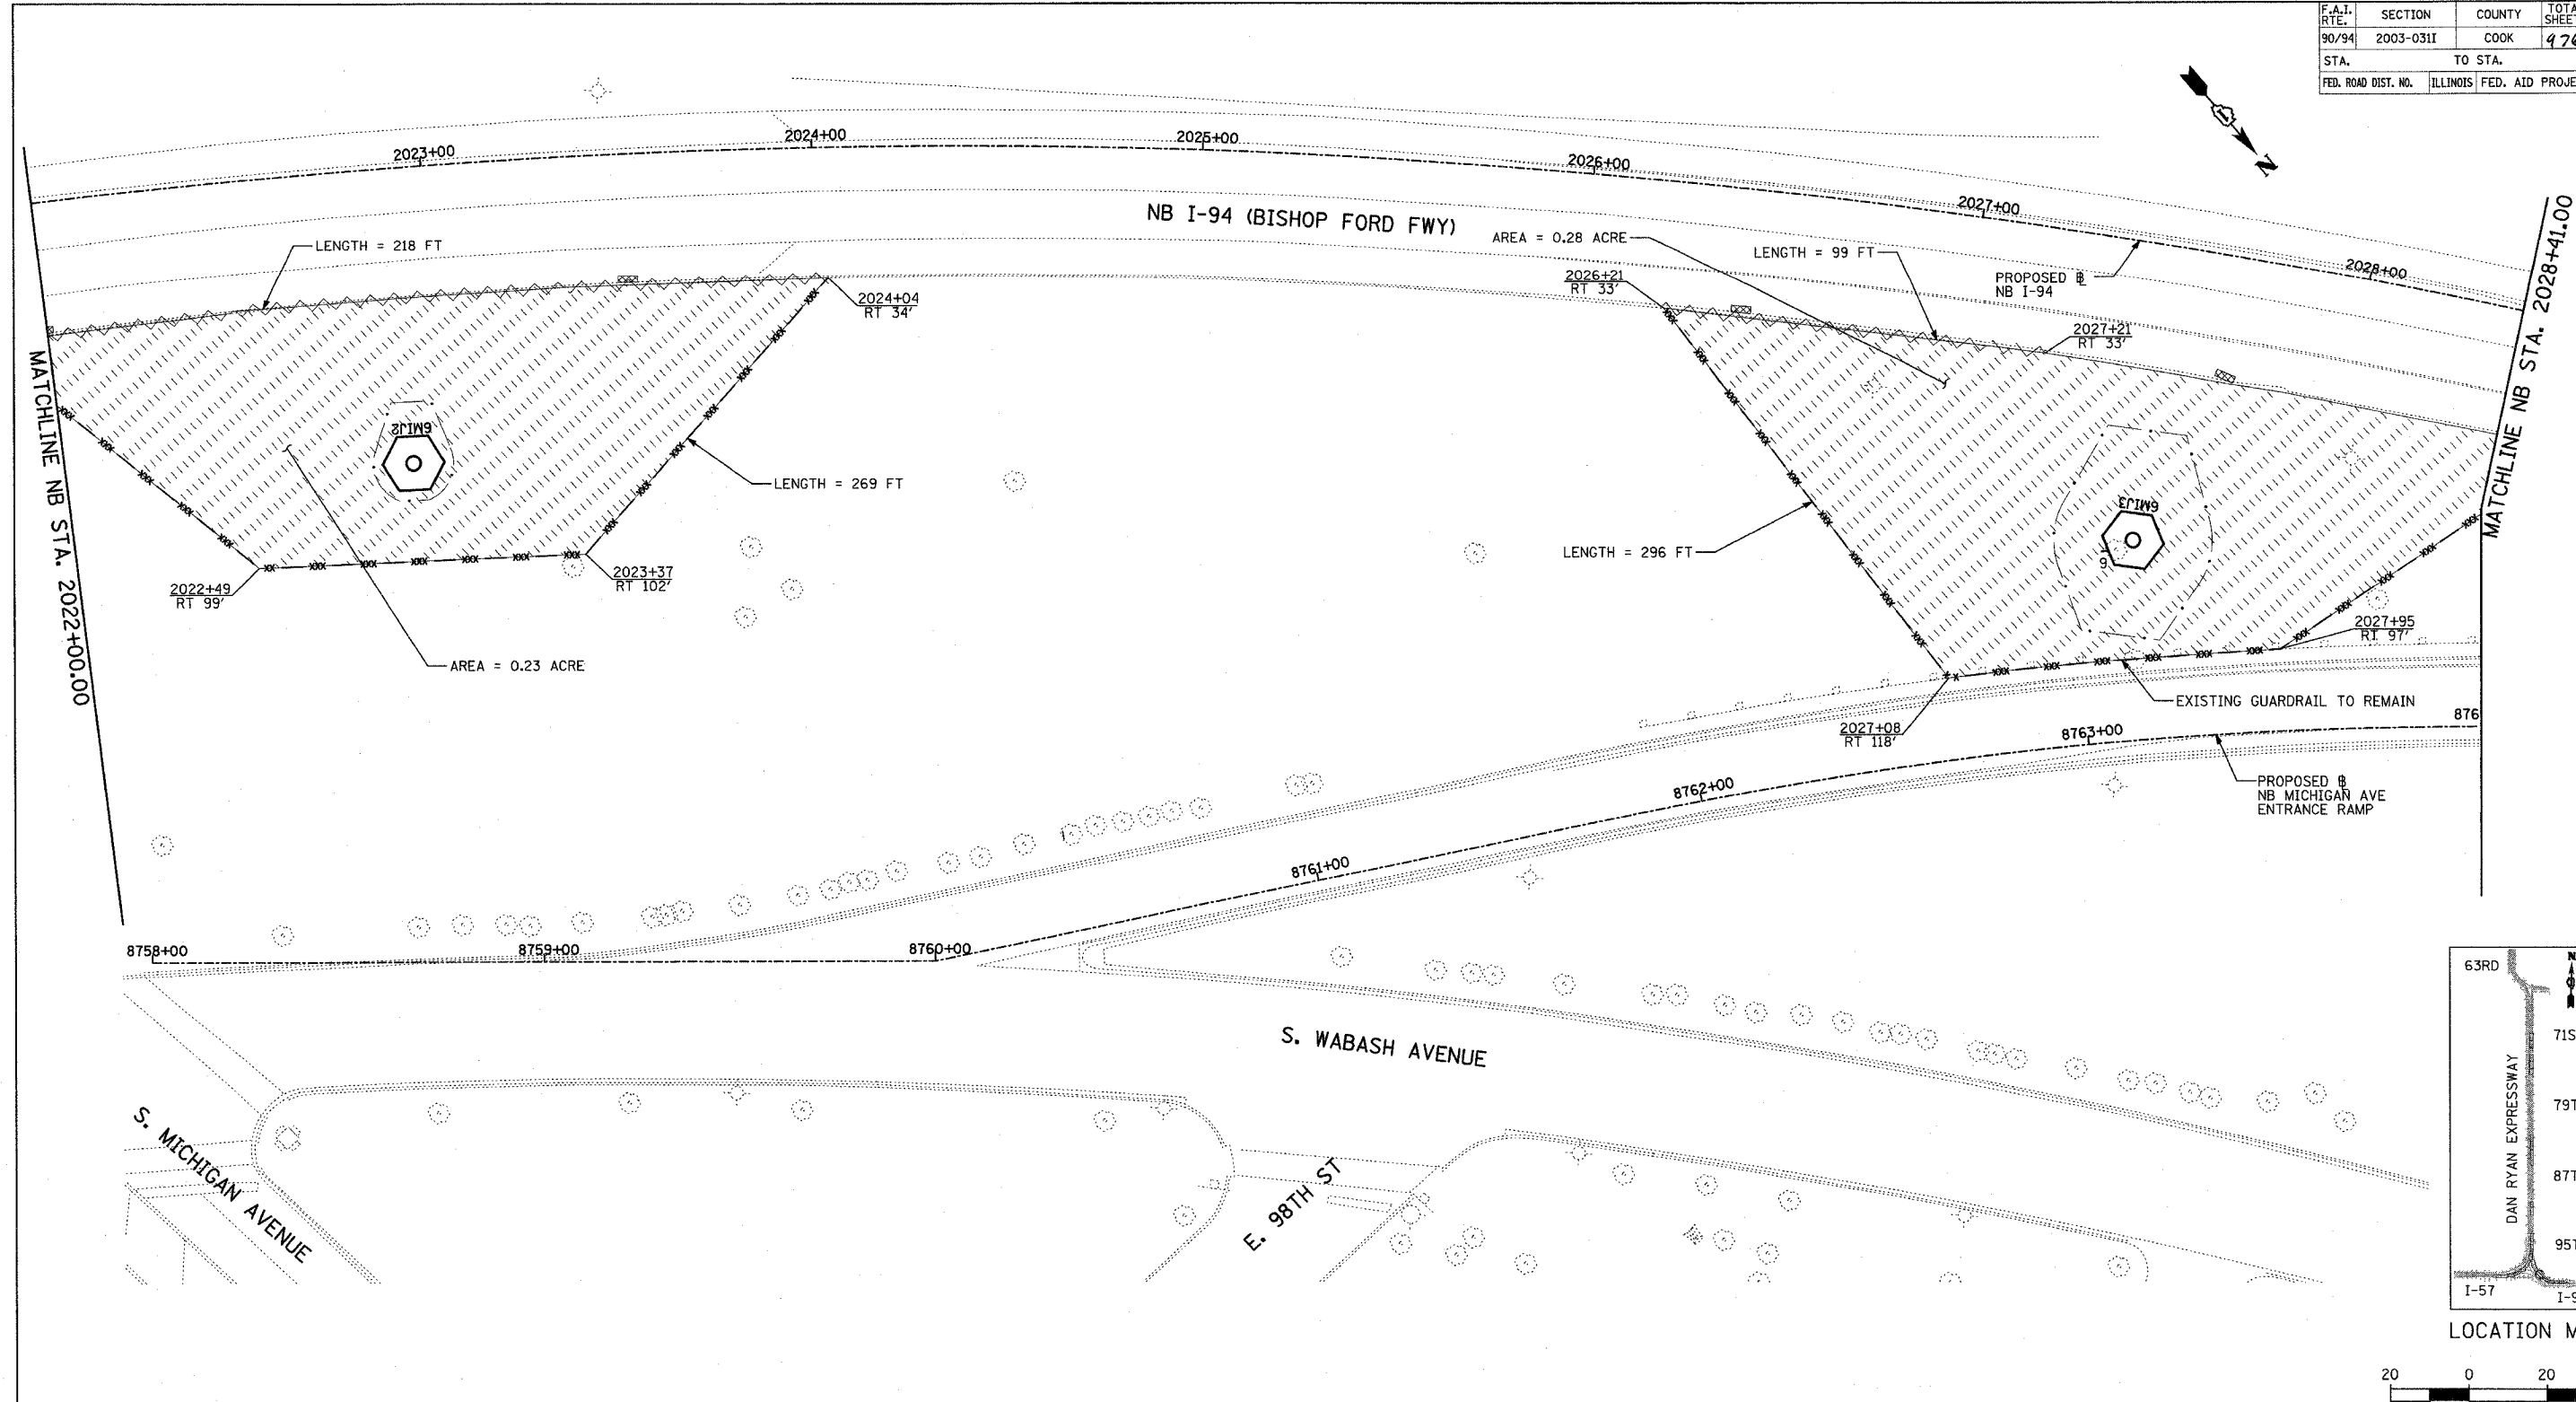 F.A.I. RTE. SECTION COUNTY
90/94 2003-031I COOK
STA. TO STA.
FED. ROAD DIST. NO. ILLINOIS FED. AID
N
2023+00
2024+00
2025+00
2026+00
2027+00
2028+00
NB I-94 (BISHOP FORD FWY)
LENGTH = 218 FT
AREA = 0.28 ACRE
LENGTH = 99 FT
PROPOSED B
NB I-94
2024+04
RT 34'
2026+21
RT 33'
2027+21
RT 33'
MATCHLINE NB STA. 2022+00.00
MATCHLINE NB STA. 2028+41.00
6MIJ2
LENGTH = 269 FT
6MIJ3
9
LENGTH = 296 FT
2022+49
RT 99'
2023+37
RT 102'
AREA = 0.23 ACRE
2027+95
RT 97'
EXISTING GUARDRAIL TO REMAIN
2027+08
RT 118'
8763+00
PROPOSED B
NB MICHIGAN AVE
ENTRANCE RAMP
8762+00
8761+00
8758+00
8759+00
8760+00
S. WABASH AVENUE
S. MICHIGAN AVENUE
E. 98TH ST
63RD
N
DAN RYAN EXPRESSWAY
I-57
LOCATION
20 0 20